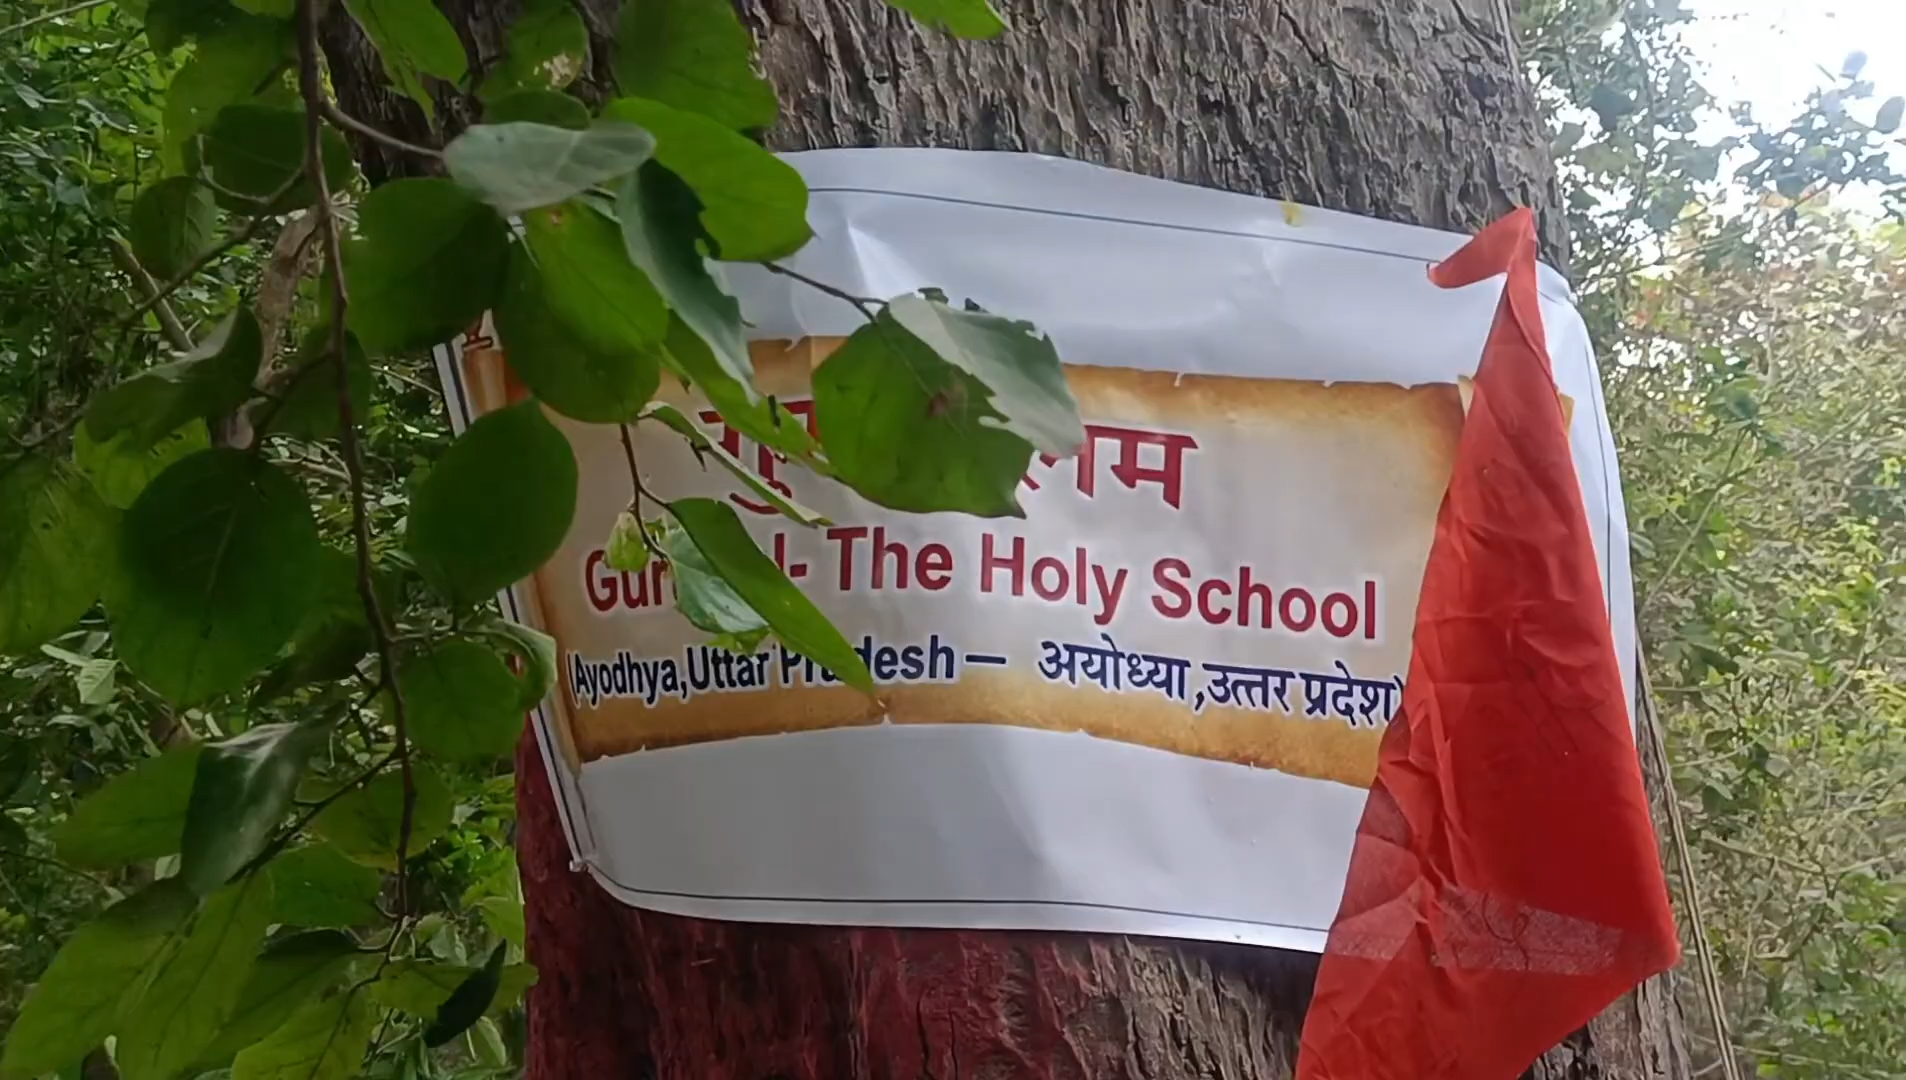 The Holy School
(Ayodhya,Uttar Pradesh — अयोध्या,उत्तर प्रदेश)